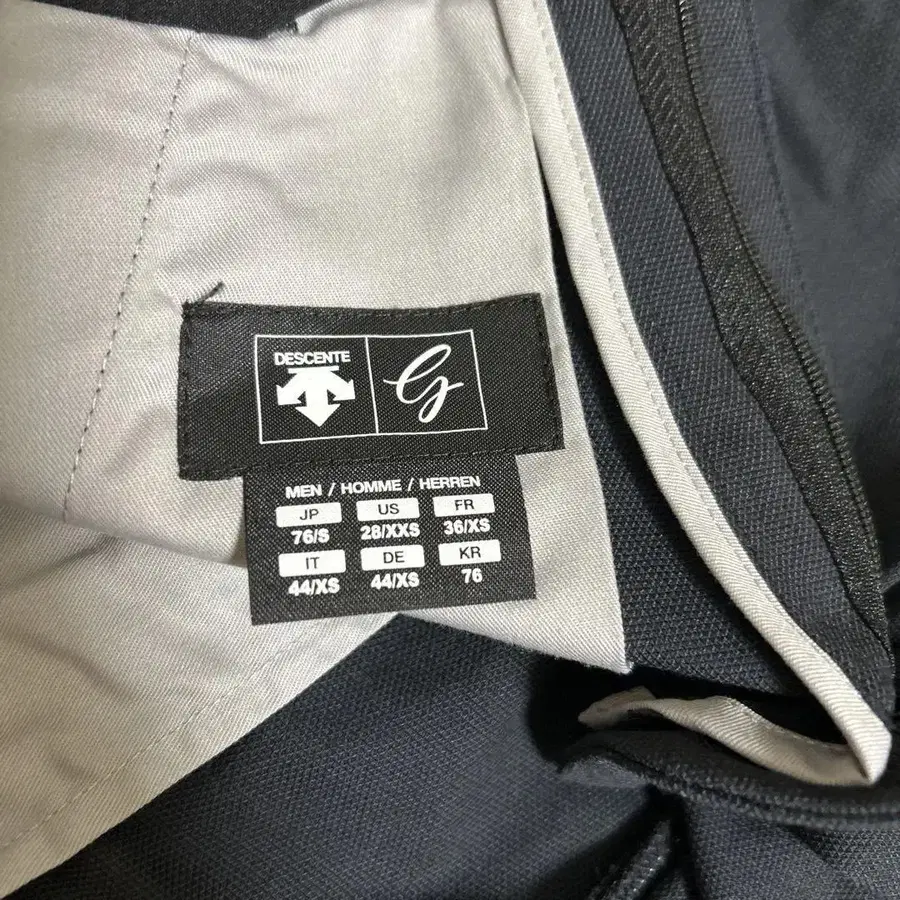 DESCENTE
G
MEN / HOMME / HERREN
JP US FR
76/S 28/XXS 36/XS
IT DE KR
44/XS 44/XS 76